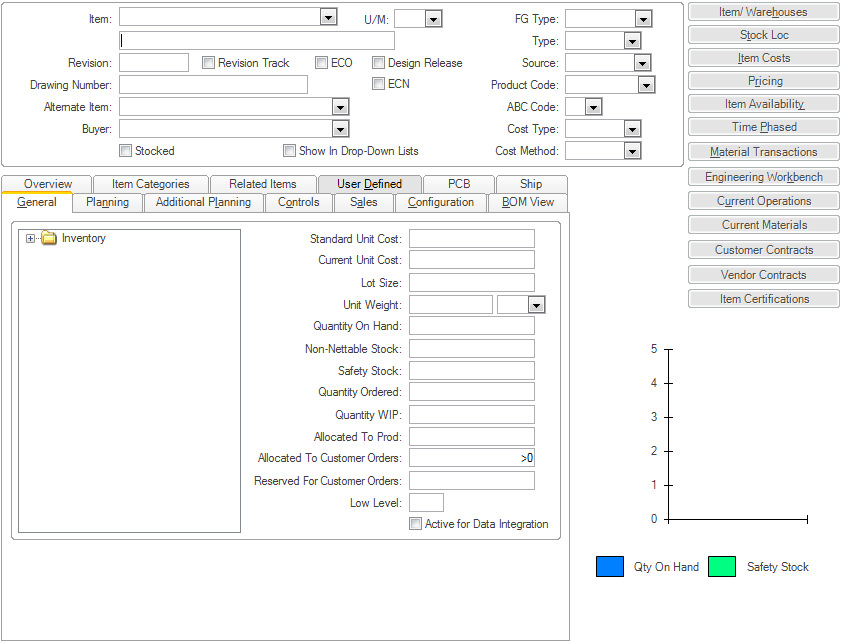 Item:
U/M:
FG Type:
Type:
Revision:
Revision Track
ECO
Design Release
Source:
Drawing Number:
ECN
Product Code:
Alternate Item:
ABC Code:
Buyer:
Cost Type:
Stocked
Show In Drop-Down Lists
Cost Method:
Item/ Warehouses
Stock Loc
Item Costs
Pricing
Item Availability
Time Phased
Material Transactions
Engineering Workbench
Current Operations
Current Materials
Customer Contracts
Vendor Contracts
Item Certifications
Overview
Item Categories
Related Items
User Defined
PCB
Ship
General
Planning
Additional Planning
Controls
Sales
Configuration
BOM View
Inventory
Standard Unit Cost:
Current Unit Cost:
Lot Size:
Unit Weight:
Quantity On Hand:
Non-Nettable Stock:
Safety Stock:
Quantity Ordered:
Quantity WIP:
Allocated To Prod:
Allocated To Customer Orders: >0
Reserved For Customer Orders:
Low Level:
Active for Data Integration
5
4
3
2
1
0
Qty On Hand
Safety Stock